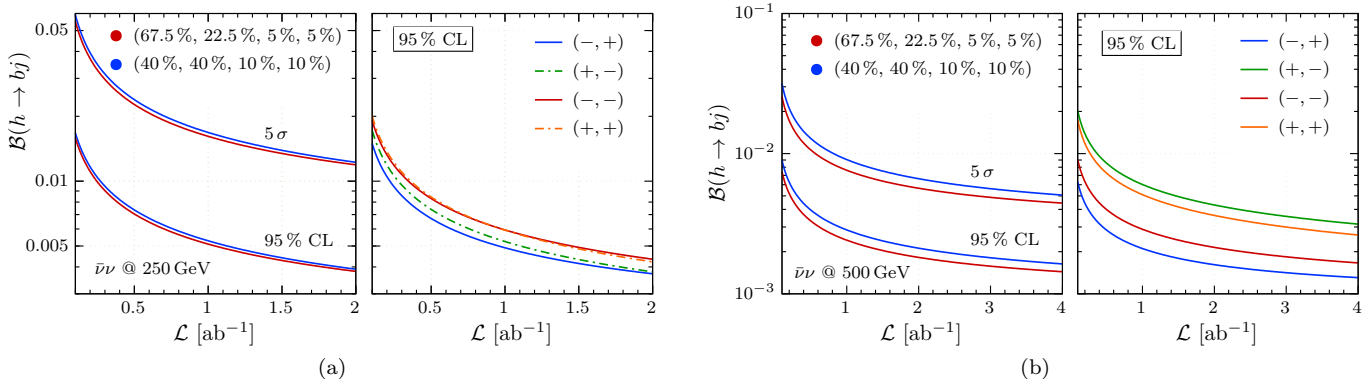 0.05
0.01
0.005
B(h → bj)
(67.5 %, 22.5 %, 5 %, 5 %)
(40 %, 40 %, 10 %, 10 %)
5 σ
95 % CL
ν̄ν @ 250 GeV
0.5 1 1.5 2
ℒ [ab⁻¹]
95 % CL
(−, +)
(+, −)
(−, −)
(+, +)
0.5 1 1.5 2
ℒ [ab⁻¹]
(a)
10⁻¹
10⁻²
10⁻³
B(h → bj)
(67.5 %, 22.5 %, 5 %, 5 %)
(40 %, 40 %, 10 %, 10 %)
5 σ
95 % CL
ν̄ν @ 500 GeV
1 2 3 4
ℒ [ab⁻¹]
95 % CL
(−, +)
(+, −)
(−, −)
(+, +)
1 2 3 4
ℒ [ab⁻¹]
(b)